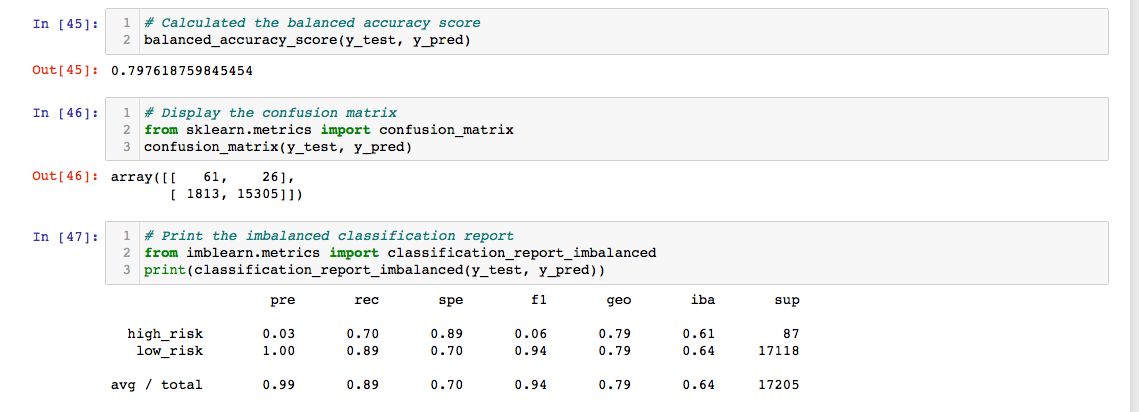 In [45]: 1 # Calculated the balanced accuracy score
2 balanced_accuracy_score(y_test, y_pred)
Out[45]: 0.797618759845454
In [46]: 1 # Display the confusion matrix
2 from sklearn.metrics import confusion_matrix
3 confusion_matrix(y_test, y_pred)
Out[46]: array([[   61,    26],
       [ 1813, 15305]])
In [47]: 1 # Print the imbalanced classification report
2 from imblearn.metrics import classification_report_imbalanced
3 print(classification_report_imbalanced(y_test, y_pred))
pre rec spe f1 geo iba sup
high_risk 0.03 0.70 0.89 0.06 0.79 0.61 87
low_risk 1.00 0.89 0.70 0.94 0.79 0.64 17118
avg / total 0.99 0.89 0.70 0.94 0.79 0.64 17205